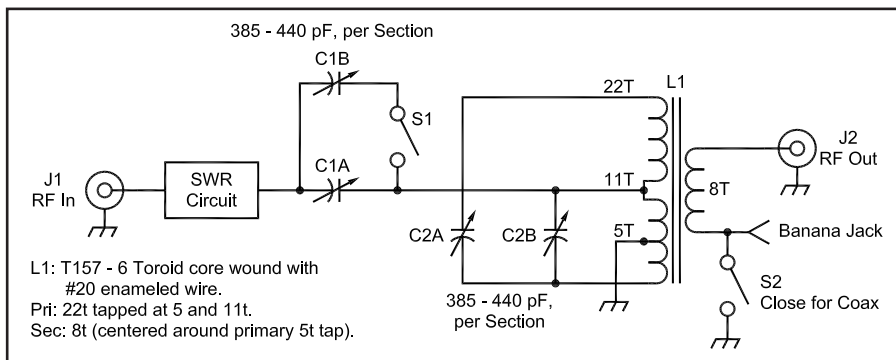 385 - 440 pF, per Section
C1B
S1
C1A
J1
RF In
SWR
Circuit
22T
L1
11T
5T
8T
J2
RF Out
C2A
C2B
Banana Jack
S2
Close for Coax
385 - 440 pF,
per Section
L1: T157 - 6 Toroid core wound with
#20 enameled wire.
Pri: 22t tapped at 5 and 11t.
Sec: 8t (centered around primary 5t tap).